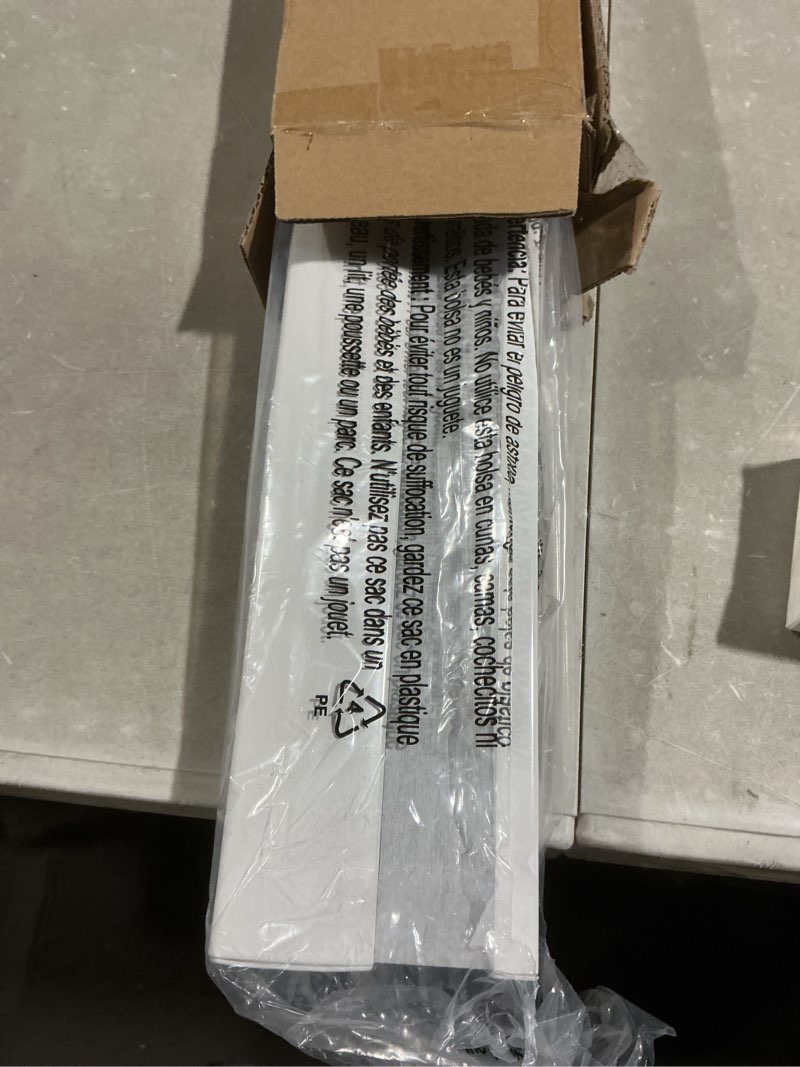 Para evitar el peligro de
de bebés y niños. No utilice esta bolsa en cunas, camas, cochecitos ni
Esta bolsa no es un juguete.
Pour éviter tout risque de suffocation, gardez ce sac en plastique
de portée des bébés et des enfants. N'utilisez pas ce sac dans un
un lit, une poussette ou un parc. Ce sac n'est pas un jouet.
4
PE